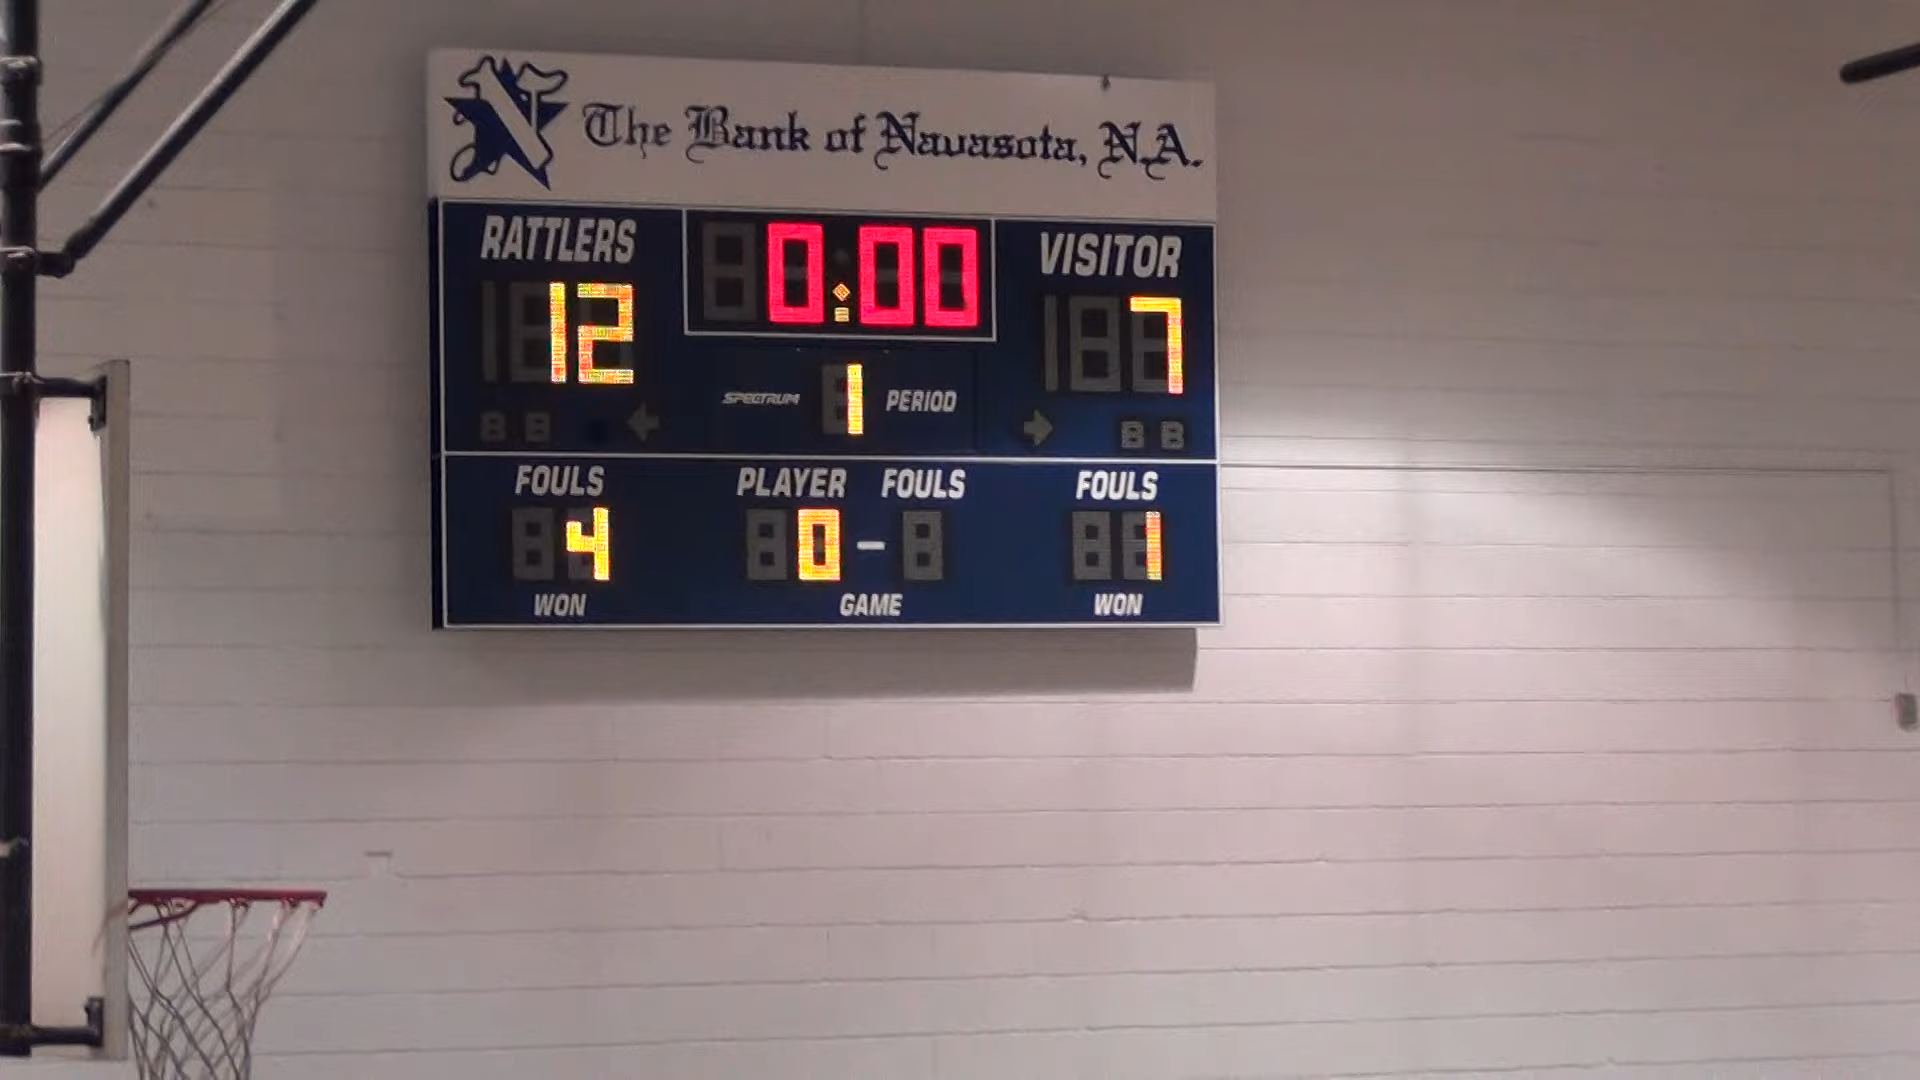 The Bank of Navasota, N.A.
RATTLERS 0:00 VISITOR
12 7
SPECTRUM 1 PERIOD
FOULS PLAYER FOULS FOULS
4 0 - 1
WON GAME WON